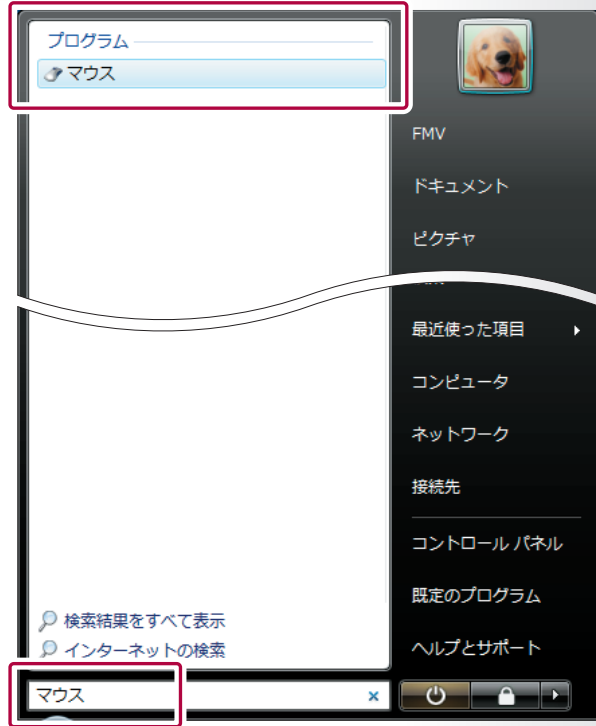 プログラム
マウス
検索結果をすべて表示
インターネットの検索
マウス
FMV
ドキュメント
ピクチャ
最近使った項目
コンピュータ
ネットワーク
接続先
コントロール パネル
既定のプログラム
ヘルプとサポート